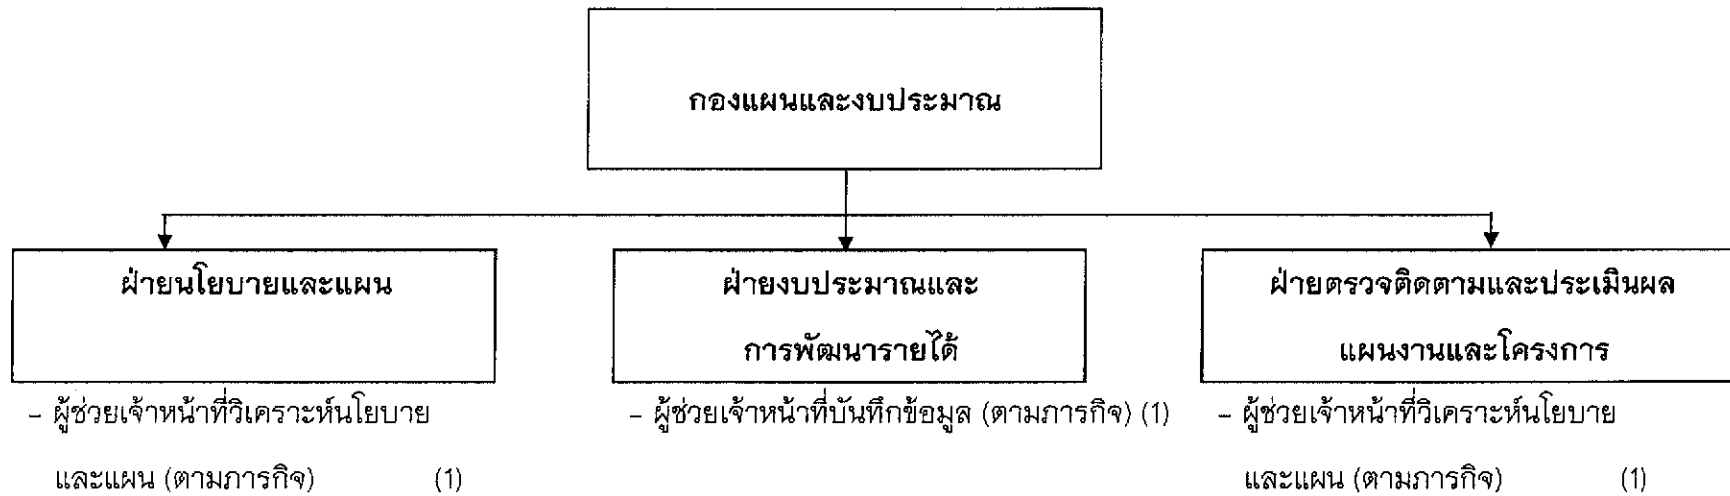 กองแผนและงบประมาณ
ฝ่ายนโยบายและแผน
ฝ่ายงบประมาณและ
การพัฒนารายได้
ฝ่ายตรวจติดตามและประเมินผล
แผนงานและโครงการ
- ผู้ช่วยเจ้าหน้าที่วิเคราะห์นโยบาย
และแผน (ตามภารกิจ) (1)
- ผู้ช่วยเจ้าหน้าที่บันทึกข้อมูล (ตามภารกิจ) (1)
- ผู้ช่วยเจ้าหน้าที่วิเคราะห์นโยบาย
และแผน (ตามภารกิจ) (1)